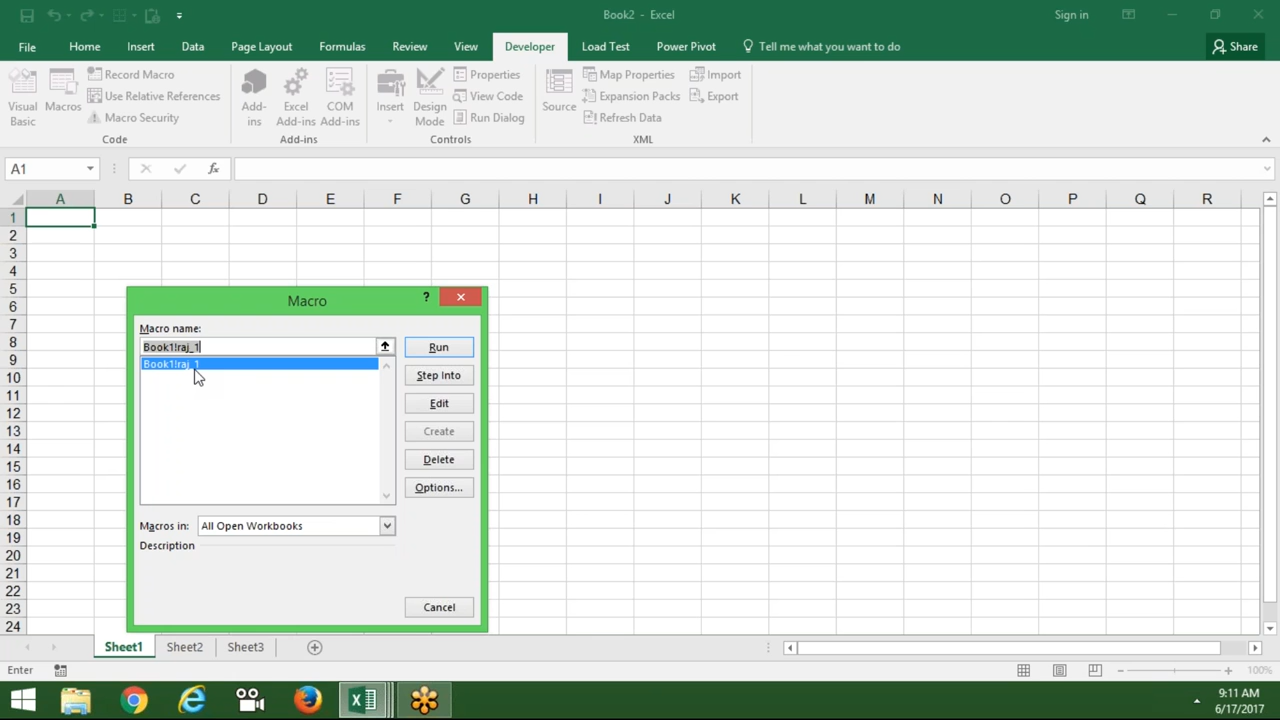 Book2 - Excel
Sign in
File Home Insert Data Page Layout Formulas Review View Developer Load Test Power Pivot Tell me what you want to do Share
Visual Basic
Macros
Record Macro
Use Relative References
Macro Security
Code
Add-ins
Excel Add-ins
COM Add-ins
Add-ins
Insert
Design Mode
Properties
View Code
Run Dialog
Controls
Source
Map Properties
Expansion Packs
Refresh Data
Import
Export
XML
A1
fx
A B C D E F G H I J K L M N O P Q R
1
2
3
4
5
6
7
8
9
10
11
12
13
14
15
16
17
18
19
20
21
22
23
24
Macro
?
Macro name:
Book1!raj_1
Book1!raj_1
Run
Step Into
Edit
Create
Delete
Options...
Macros in: All Open Workbooks
Description
Cancel
Sheet1 Sheet2 Sheet3
Enter
100%
9:11 AM
6/17/2017